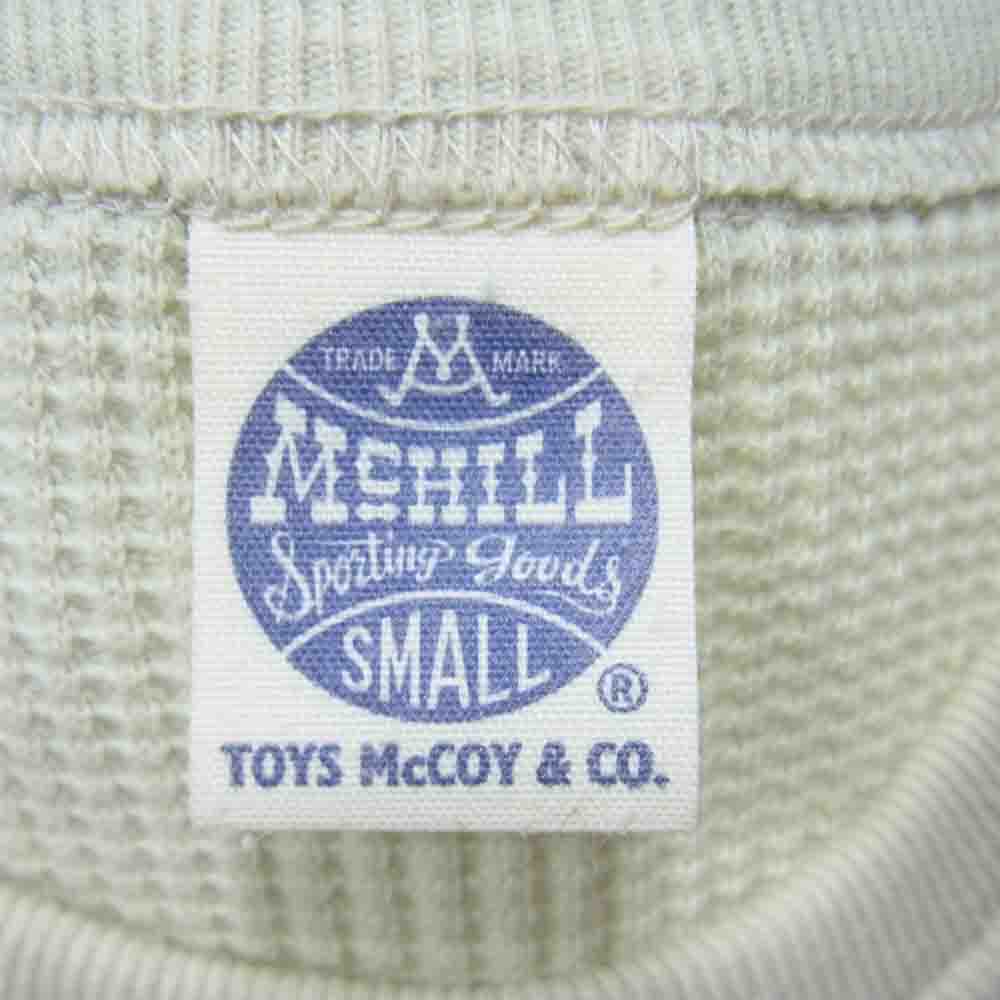 TRADE M MARK
McHILL
Sporting Goods
SMALL
®
TOYS McCOY & CO.